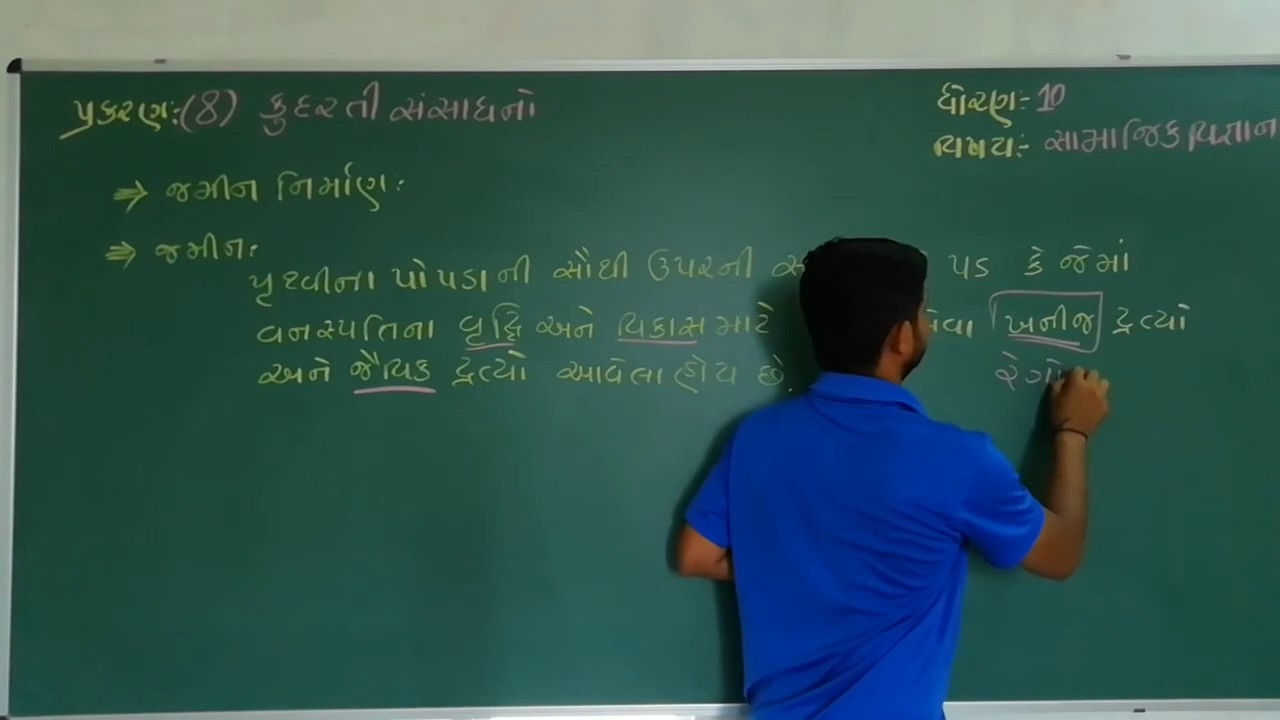 પ્રકરણ:(8) કુદરતી સંસાધનો
ધોરણ:- 10
વિષય:- સામાજિક વિજ્ઞાન
⇒ જમીન નિર્માણ:
⇒ જમીન:
પૃથ્વીના પોપડાની સૌથી ઉપરની પડ કે જેમાં
વનસ્પતિના વૃદ્ધિ અને વિકાસ માટે ખનીજ દ્રવ્યો
અને જૈવિક દ્રવ્યો આવેલા હોય છે.